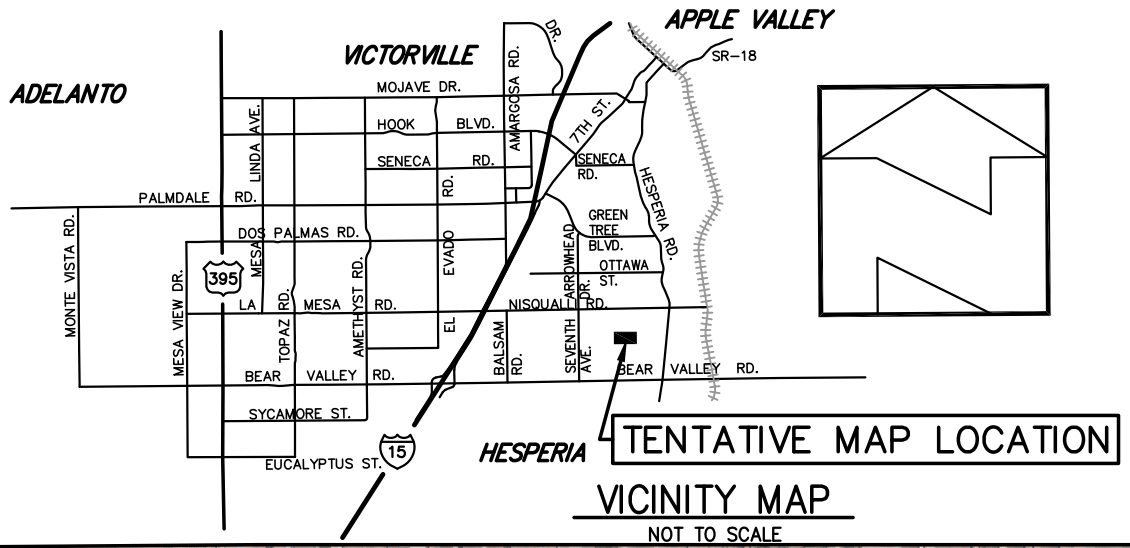 APPLE VALLEY
DR.
SR-18
VICTORVILLE
AMARGOSA RD.
ADELANTO
MOJAVE DR.
LINDA AVE.
MESA
HOOK BLVD.
7TH ST.
SENECA RD.
SENECA
RD.
HESPERIA RD.
PALMDALE RD.
EVADO RD.
EL
MONTE VISTA RD.
DOS PALMAS RD.
GREEN
TREE
BLVD.
ARROWHEAD
DR.
OTTAWA
ST.
395
MESA VIEW DR.
TOPAZ RD.
AMETHYST RD.
LA MESA RD.
NISQUALLI RD.
BALSAM
RD.
SEVENTH
AVE.
BEAR VALLEY RD.
BEAR VALLEY RD.
SYCAMORE ST.
EUCALYPTUS ST.
15
HESPERIA
TENTATIVE MAP LOCATION
VICINITY MAP
NOT TO SCALE